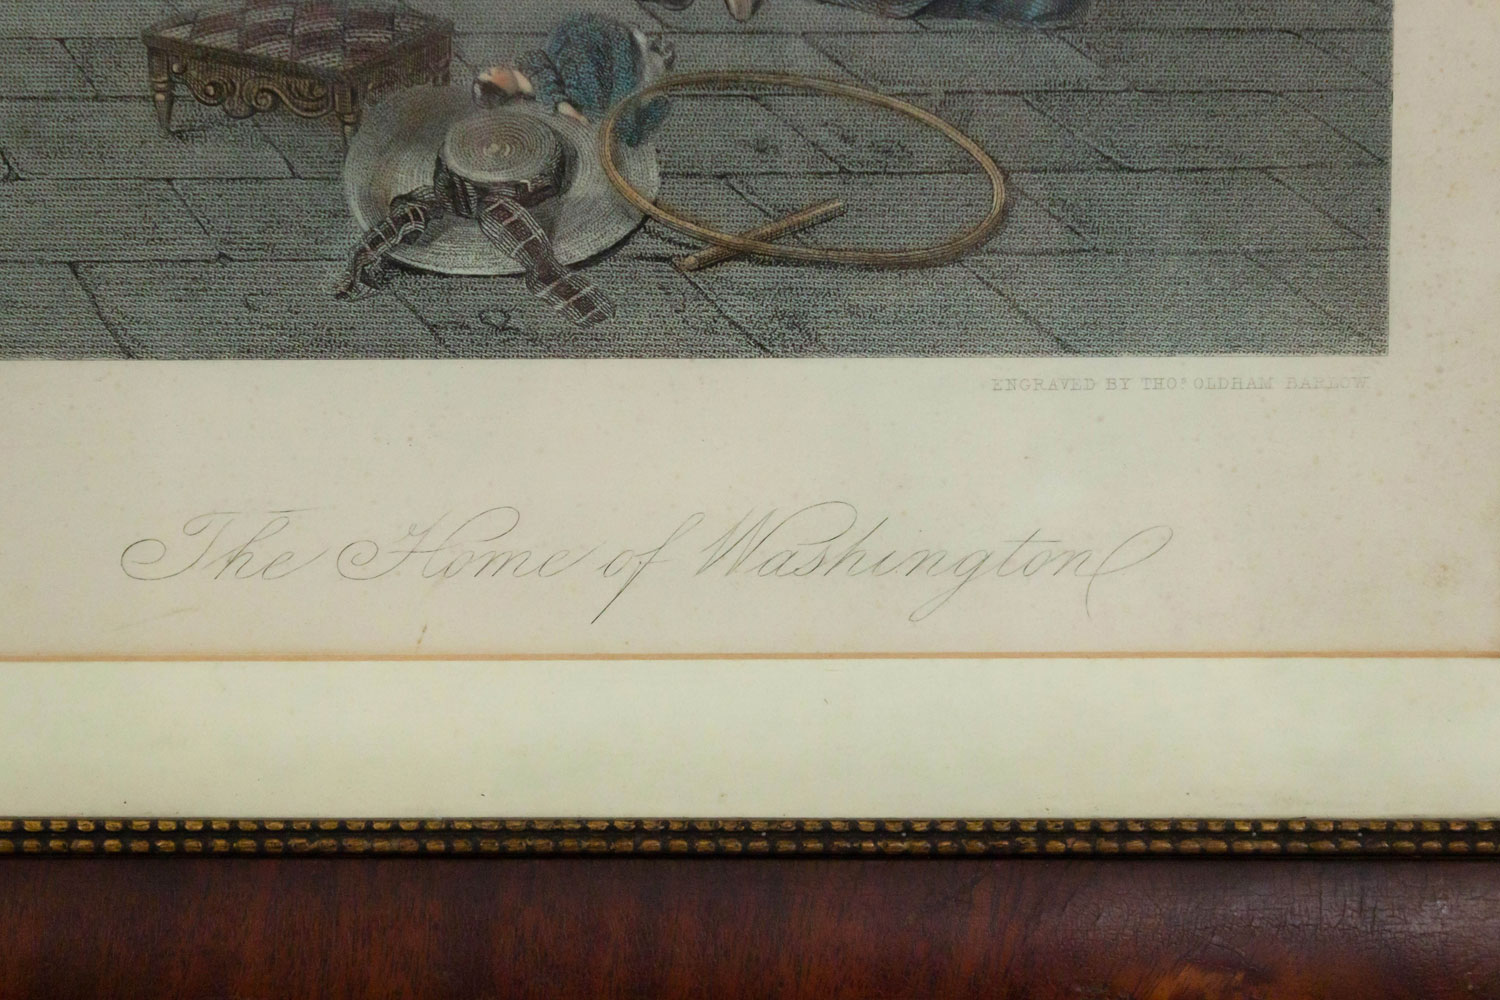 ENGRAVED BY THOS OLDHAM BARLOW.
The Home of Washington